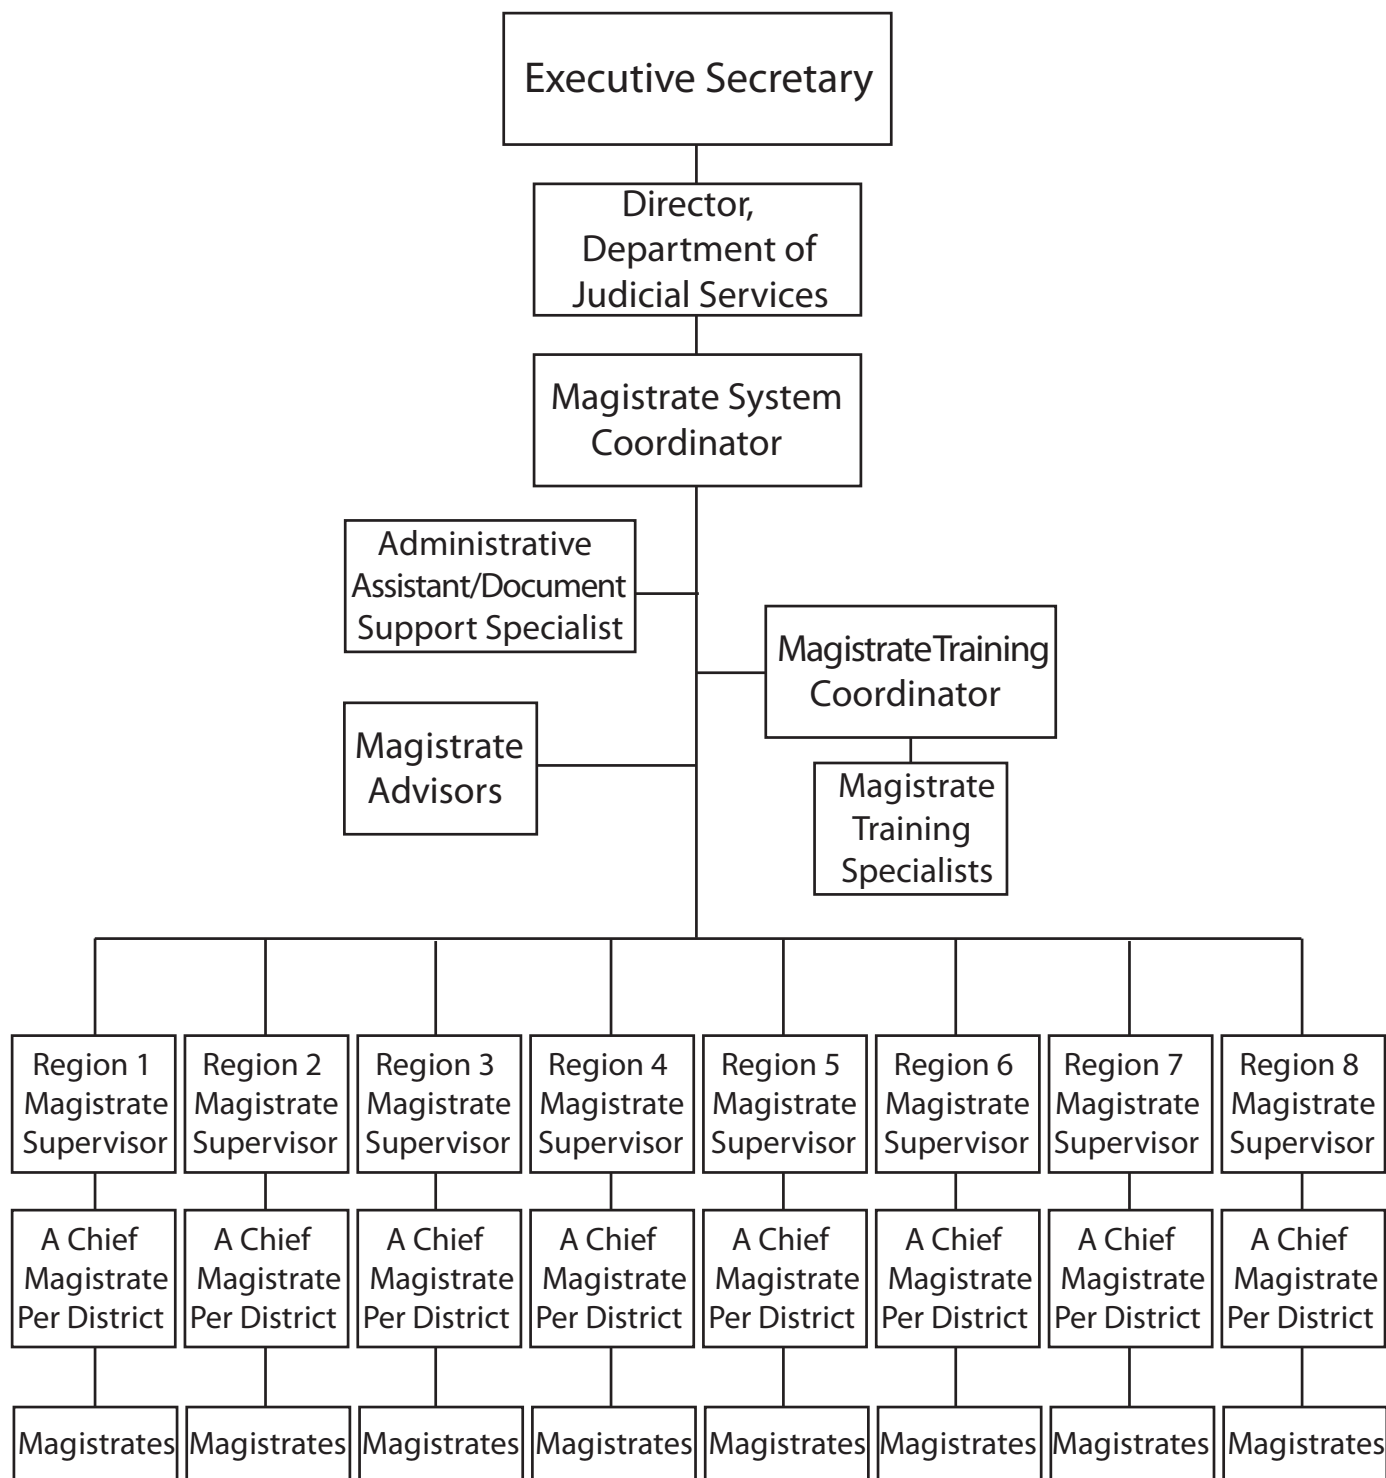 Executive Secretary
Director,
Department of
Judicial Services
Magistrate System
Coordinator
Administrative
Assistant/Document
Support Specialist
Magistrate Training
Coordinator
Magistrate
Advisors
Magistrate
Training
Specialists
Region 1
Magistrate
Supervisor
Region 2
Magistrate
Supervisor
Region 3
Magistrate
Supervisor
Region 4
Magistrate
Supervisor
Region 5
Magistrate
Supervisor
Region 6
Magistrate
Supervisor
Region 7
Magistrate
Supervisor
Region 8
Magistrate
Supervisor
A Chief
Magistrate
Per District
A Chief
Magistrate
Per District
A Chief
Magistrate
Per District
A Chief
Magistrate
Per District
A Chief
Magistrate
Per District
A Chief
Magistrate
Per District
A Chief
Magistrate
Per District
A Chief
Magistrate
Per District
Magistrates
Magistrates
Magistrates
Magistrates
Magistrates
Magistrates
Magistrates
Magistrates